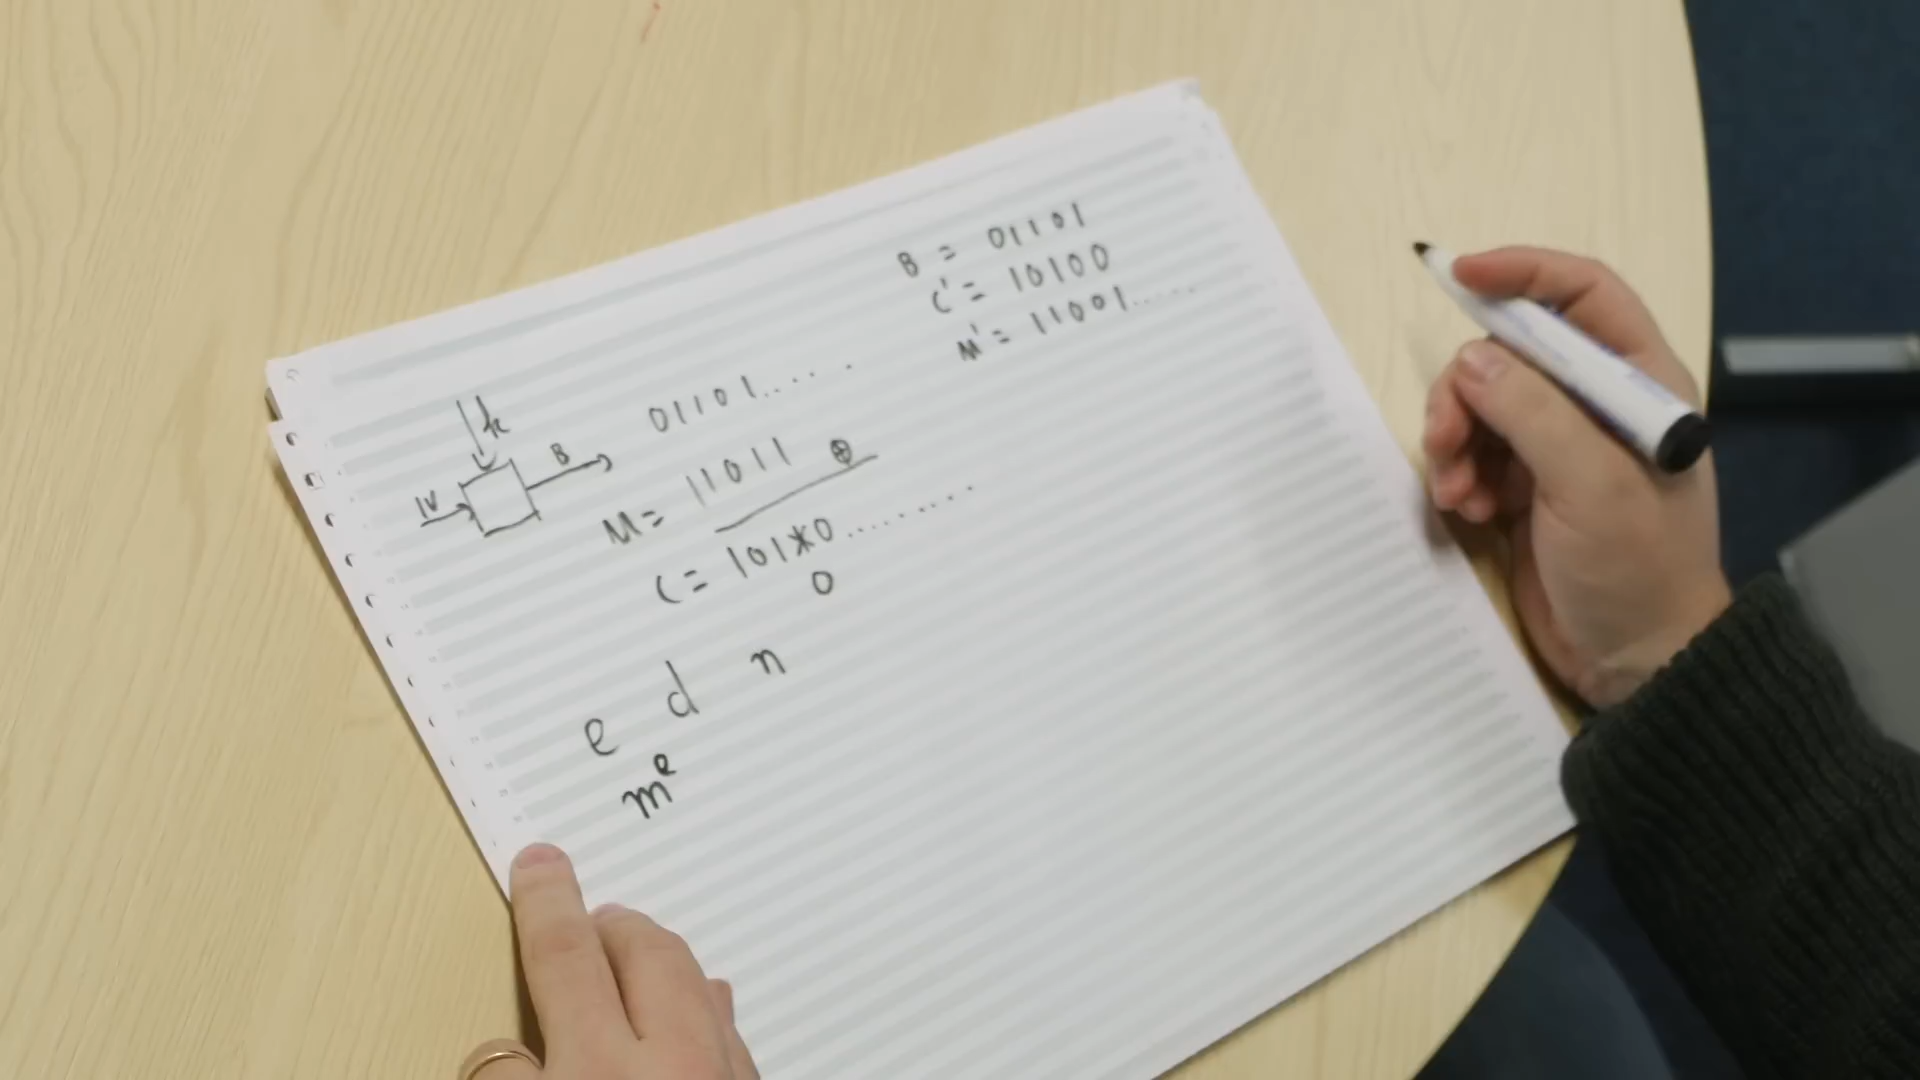 B = 01101
C' = 10100
M' = 11001.....
k
IV
B
01101.....
M = 11011 ⊕
C = 101*0.........
0
e d n
m^e